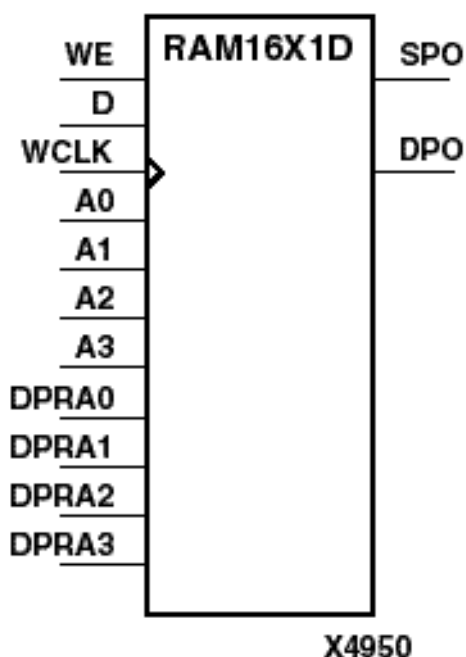 RAM16X1D
WE
SPO
D
WCLK
DPO
A0
A1
A2
A3
DPRA0
DPRA1
DPRA2
DPRA3
X4950